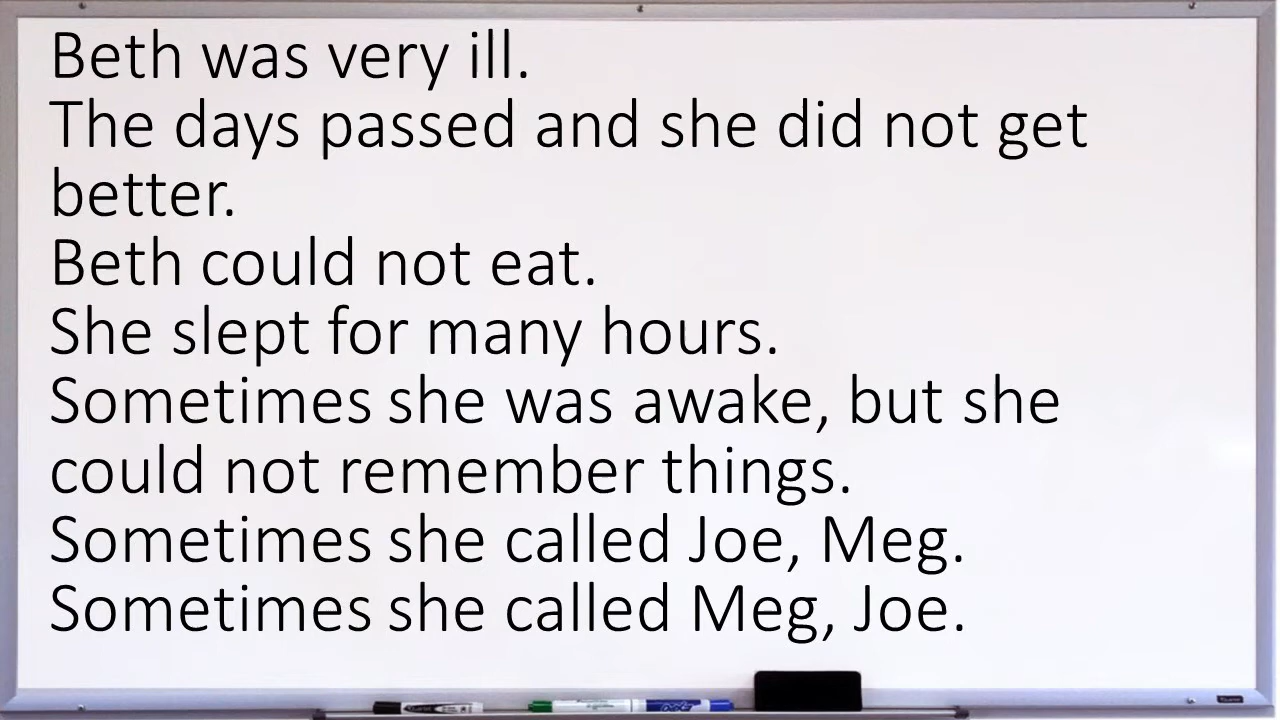 Beth was very ill.
The days passed and she did not get
better.
Beth could not eat.
She slept for many hours.
Sometimes she was awake, but she
could not remember things.
Sometimes she called Joe, Meg.
Sometimes she called Meg, Joe.